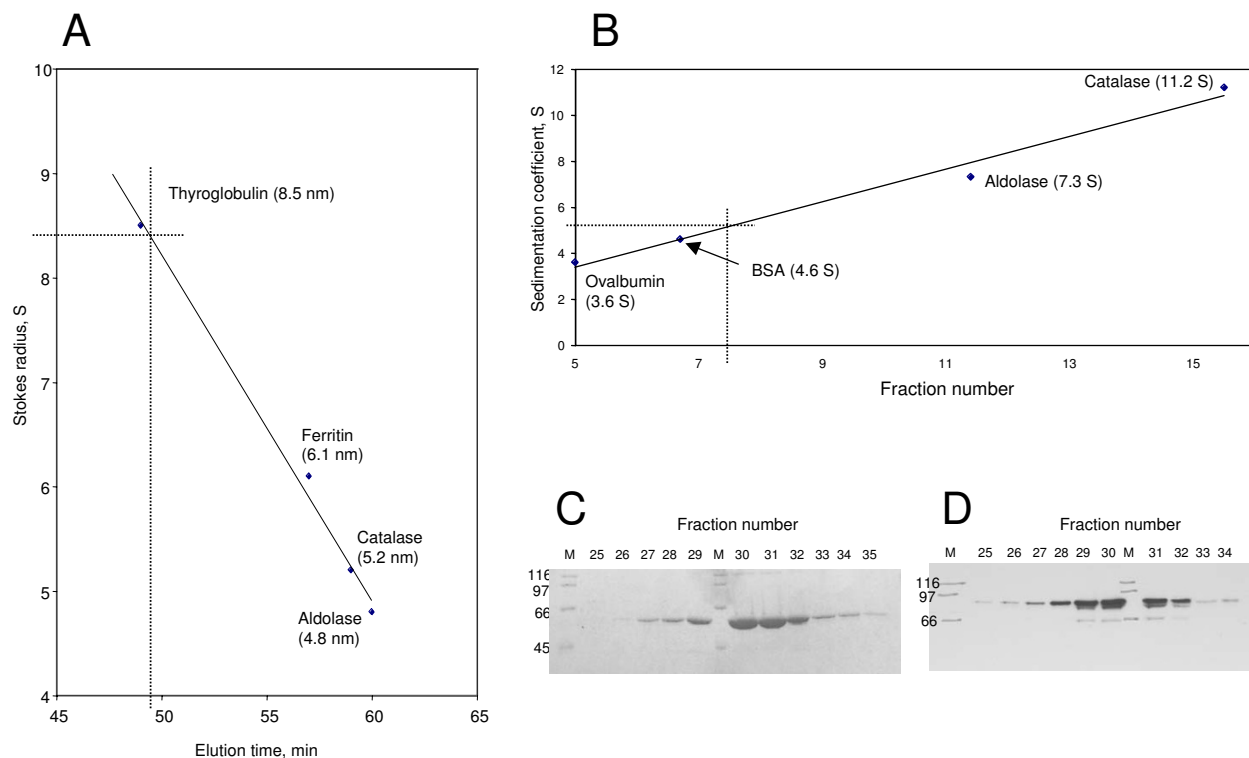 A
10
9
8
7
6
5
4
45 50 55 60 65
Stokes radius, S
Elution time, min
Thyroglobulin (8.5 nm)
Ferritin
(6.1 nm)
Catalase
(5.2 nm)
Aldolase
(4.8 nm)
B
12
10
8
6
4
2
0
5 7 9 11 13 15
Sedimentation coefficient, S
Fraction number
Catalase (11.2 S)
Aldolase (7.3 S)
BSA (4.6 S)
Ovalbumin
(3.6 S)
C
Fraction number
M 25 26 27 28 29 M 30 31 32 33 34 35
116
97
66
45
D
Fraction number
M 25 26 27 28 29 30 M 31 32 33 34
116
97
66